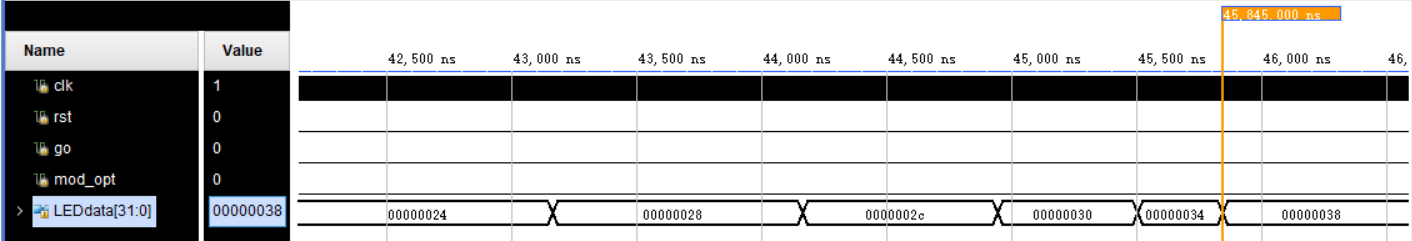 45,845.000 ns
Name Value
42,500 ns 43,000 ns 43,500 ns 44,000 ns 44,500 ns 45,000 ns 45,500 ns 46,000 ns 46,
clk 1
rst 0
go 0
mod_opt 0
> LEDdata[31:0] 00000038 00000024 00000028 0000002c 00000030 00000034 00000038